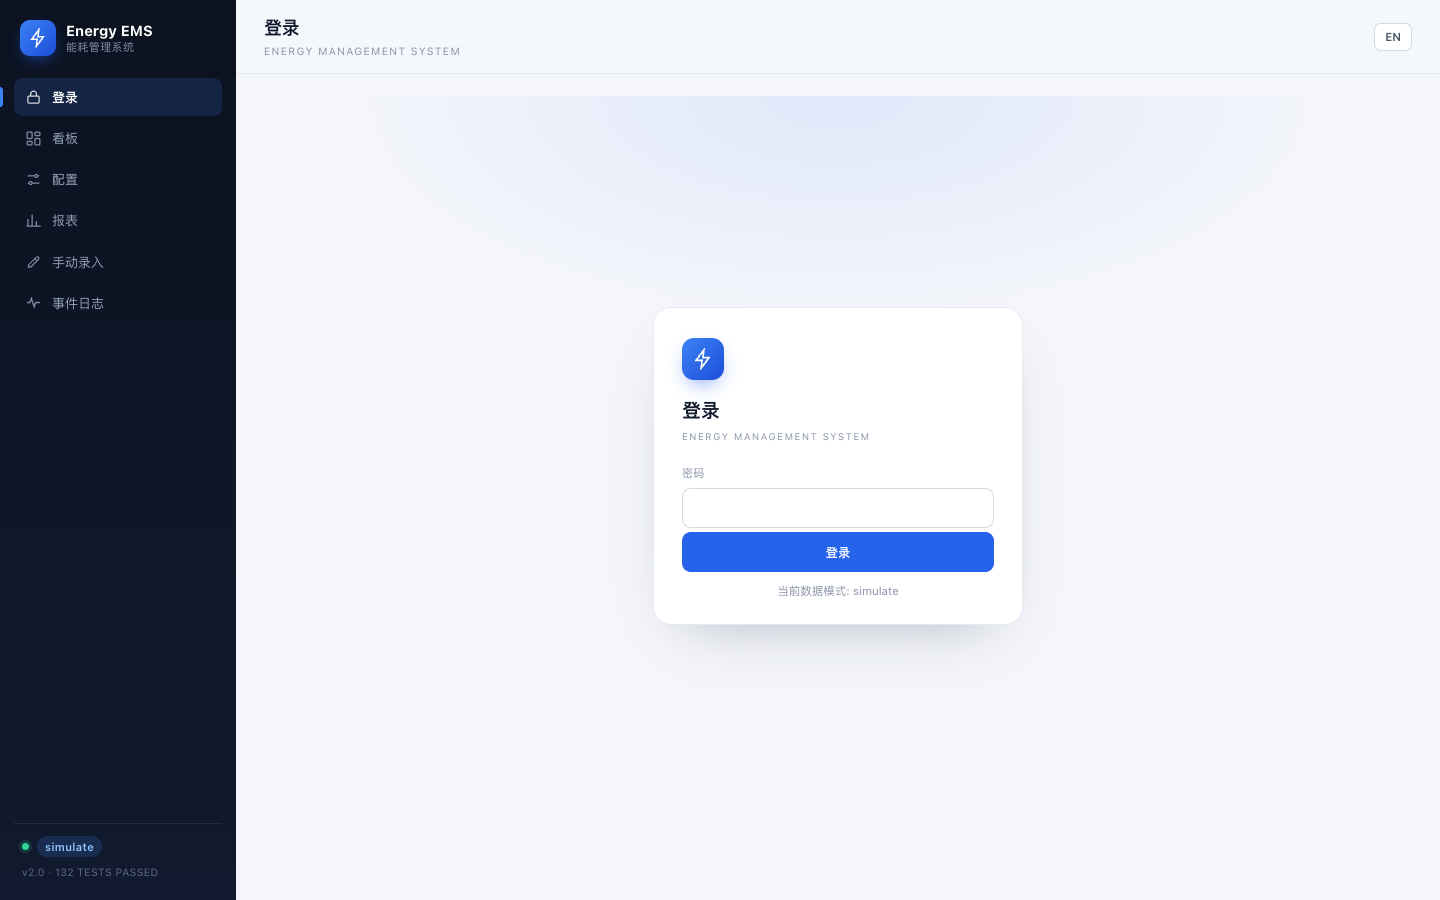 Energy EMS
能耗管理系统
登录
看板
配置
报表
手动录入
事件日志
simulate
v2.0 · 132 TESTS PASSED
登录
ENERGY MANAGEMENT SYSTEM
EN
登录
ENERGY MANAGEMENT SYSTEM
密码
登录
当前数据模式: simulate